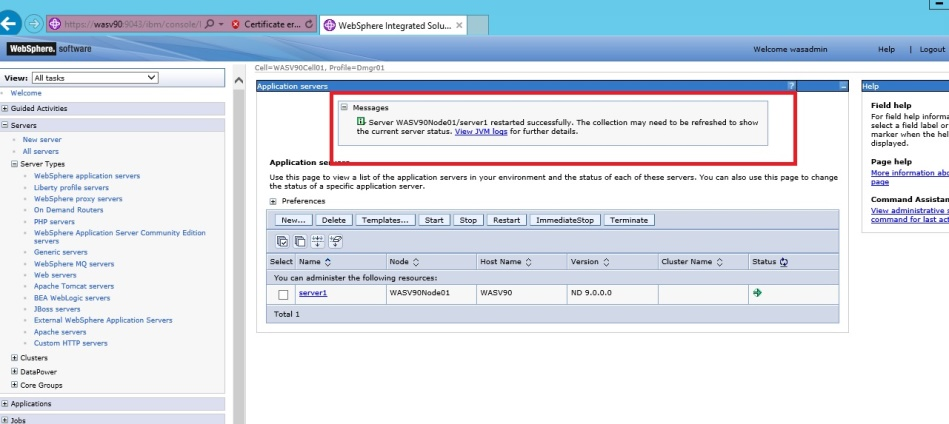 https://wasv90:9043/ibm/console/l
Certificate er...
WebSphere Integrated Solu...
WebSphere. software
Welcome wasadmin
Help | Logout
Cell=WASV90Cell01, Profile=Dmgr01
View: All tasks
Welcome
Guided Activities
Servers
New server
All servers
Server Types
WebSphere application servers
Liberty profile servers
WebSphere proxy servers
On Demand Routers
PHP servers
WebSphere Application Server Community Edition
servers
Generic servers
WebSphere MQ servers
Web servers
Apache Tomcat servers
BEA WebLogic servers
JBoss servers
External WebSphere Application Servers
Apache servers
Custom HTTP servers
Clusters
DataPower
Core Groups
Applications
Jobs
Application servers
Messages
Server WASV90Node01/server1 restarted successfully. The collection may need to be refreshed to show
the current server status. View JVM logs for further details.
Application servers
Use this page to view a list of the application servers in your environment and the status of each of these servers. You can also use this page to change
the status of a specific application server.
Preferences
New... Delete Templates... Start Stop Restart ImmediateStop Terminate
Select Name Node Host Name Version Cluster Name Status
You can administer the following resources:
server1 WASV90Node01 WASV90 ND 9.0.0.0
Total 1
Help
Field help
For field help informa
select a field label or
marker when the hel
displayed.
Page help
More information abo
page
Command Assistan
View administrative s
command for last act